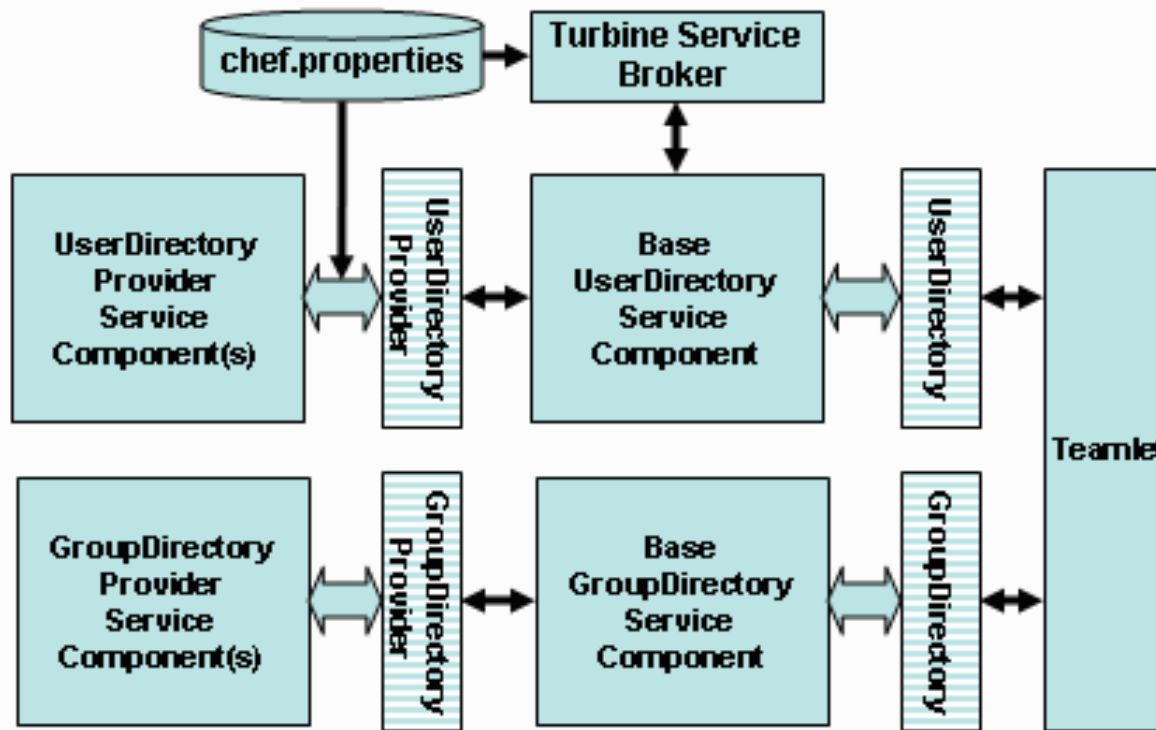 chef.properties
Turbine Service
Broker
UserDirectory
Provider
Service
Component(s)
UserDirectory
Provider
Base
UserDirectory
Service
Component
UserDirectory
Teamlet
GroupDirectory
Provider
Service
Component(s)
GroupDirectory
Provider
Base
GroupDirectory
Service
Component
GroupDirectory